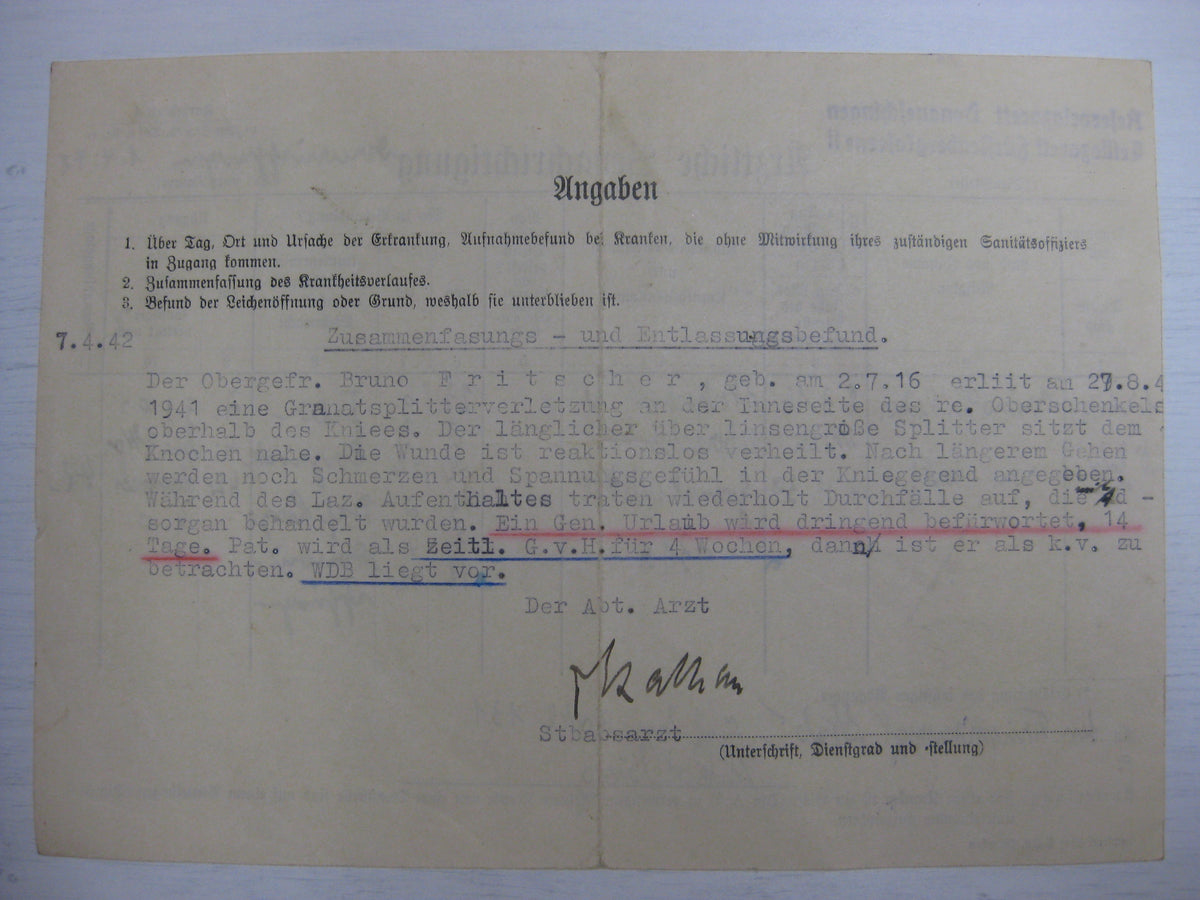 Angaben
1. Über Tag, Ort und Ursache der Erkrankung, Aufnahmebefund bei Kranken, die ohne Mitwirkung ihres zuständigen Sanitätsoffiziers
in Zugang kommen.
2. Zusammenfassung des Krankheitsverlaufes.
3. Befund der Leichenöffnung oder Grund, weshalb sie unterblieben ist.
7.4.42 Zusammenfasungs - und Entlassungsbefund.
Der Obergefr. Bruno F r i t s c h e r , geb. am 2.7.16 erliit an 27.8.4
1941 eine Granatsplitterverletzung an der Inneseite des re. Oberschenkels
oberhalb des Kniees. Der länglicher über linsengroße Splitter sitzt dem
Knochen nahe. Die Wunde ist reaktionslos verheilt. Nach längerem Gehen
werden noch Schmerzen und Spannungsgefühl in der Kniegegend angegeben.
Während des Laz. Aufenthaltes traten wiederholt Durchfälle auf, die
sorgan behandelt wurden. Ein Gen. Urlaub wird dringend befürwortet, 14
Tage. Pat. wird als Zeitl. G.v.H.für 4 Wochen, dann ist er als k.v. zu
betrachten. WDB liegt vor.
Der Abt. Arzt
Stbabsarzt
(Unterschrift, Dienstgrad und -stellung)